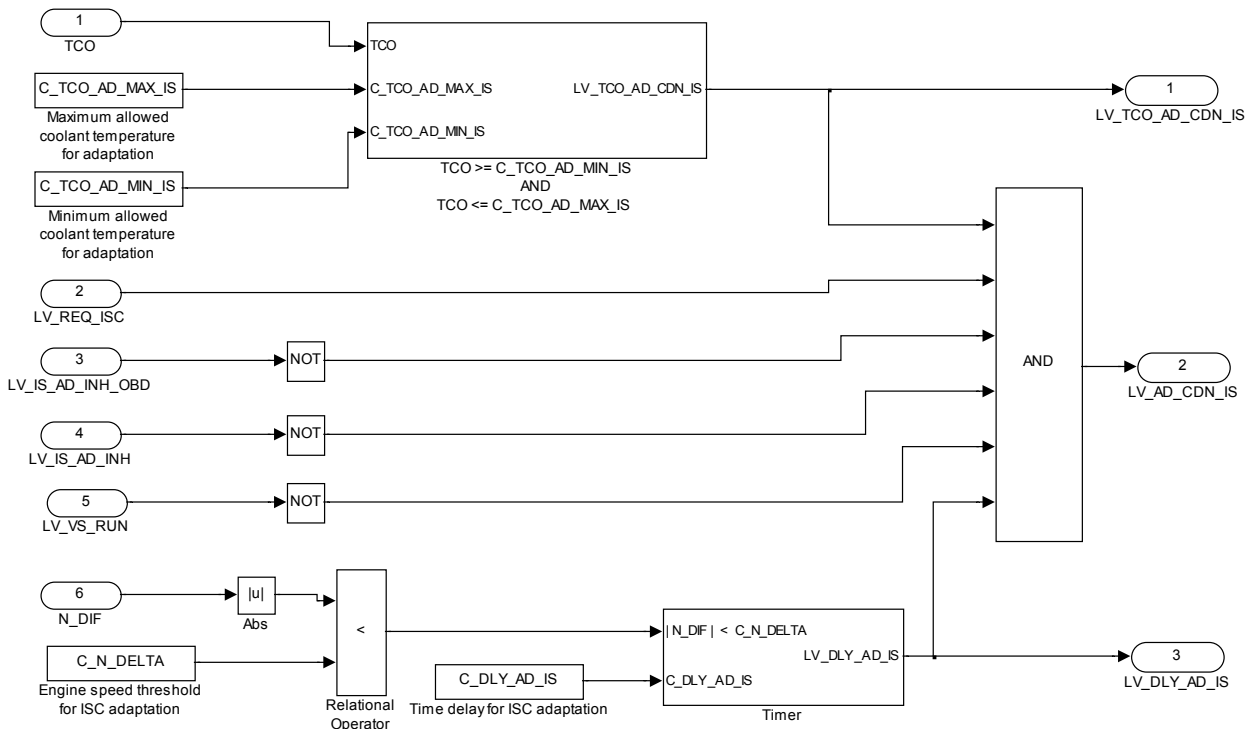 1
TCO
C_TCO_AD_MAX_IS
Maximum allowed
coolant temperature
for adaptation
C_TCO_AD_MIN_IS
Minimum allowed
coolant temperature
for adaptation
TCO
C_TCO_AD_MAX_IS
C_TCO_AD_MIN_IS
LV_TCO_AD_CDN_IS
TCO >= C_TCO_AD_MIN_IS
AND
TCO <= C_TCO_AD_MAX_IS
1
LV_TCO_AD_CDN_IS
2
LV_REQ_ISC
3
LV_IS_AD_INH_OBD
NOT
4
LV_IS_AD_INH
NOT
5
LV_VS_RUN
NOT
AND
2
LV_AD_CDN_IS
6
N_DIF
|u|
Abs
C_N_DELTA
Engine speed threshold
for ISC adaptation
<
Relational
Operator
C_DLY_AD_IS
Time delay for ISC adaptation
|N_DIF| < C_N_DELTA
C_DLY_AD_IS
LV_DLY_AD_IS
Timer
3
LV_DLY_AD_IS